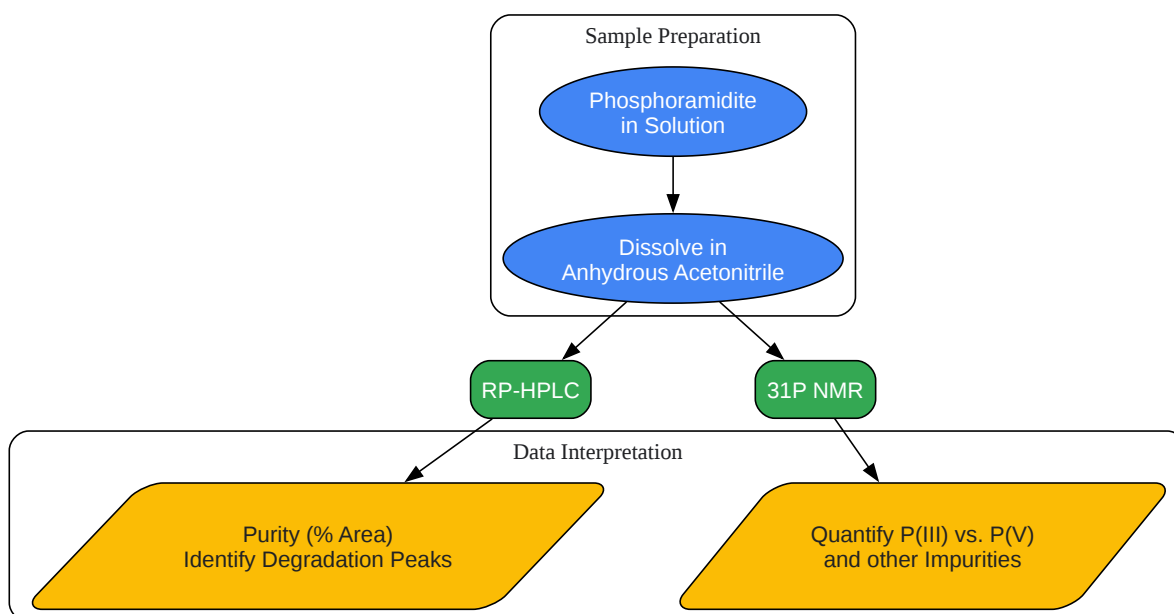 Sample Preparation
Phosphoramidite
in Solution
Dissolve in
Anhydrous Acetonitrile
RP-HPLC
31P NMR
Data Interpretation
Purity (% Area)
Identify Degradation Peaks
Quantify P(III) vs. P(V)
and other Impurities